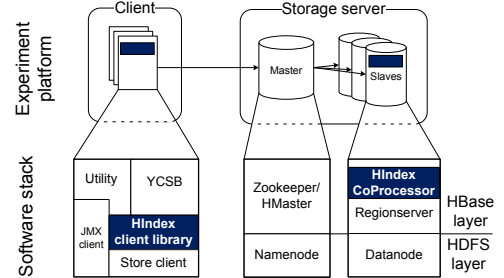 Client
Storage server
Experiment
platform
Master
Slaves
Software stack
Utility
YCSB
JMX
client
HIndex
client library
Store client
Zookeeper/
HMaster
Namenode
HIndex
CoProcessor
Regionserver
Datanode
HBase
layer
HDFS
layer